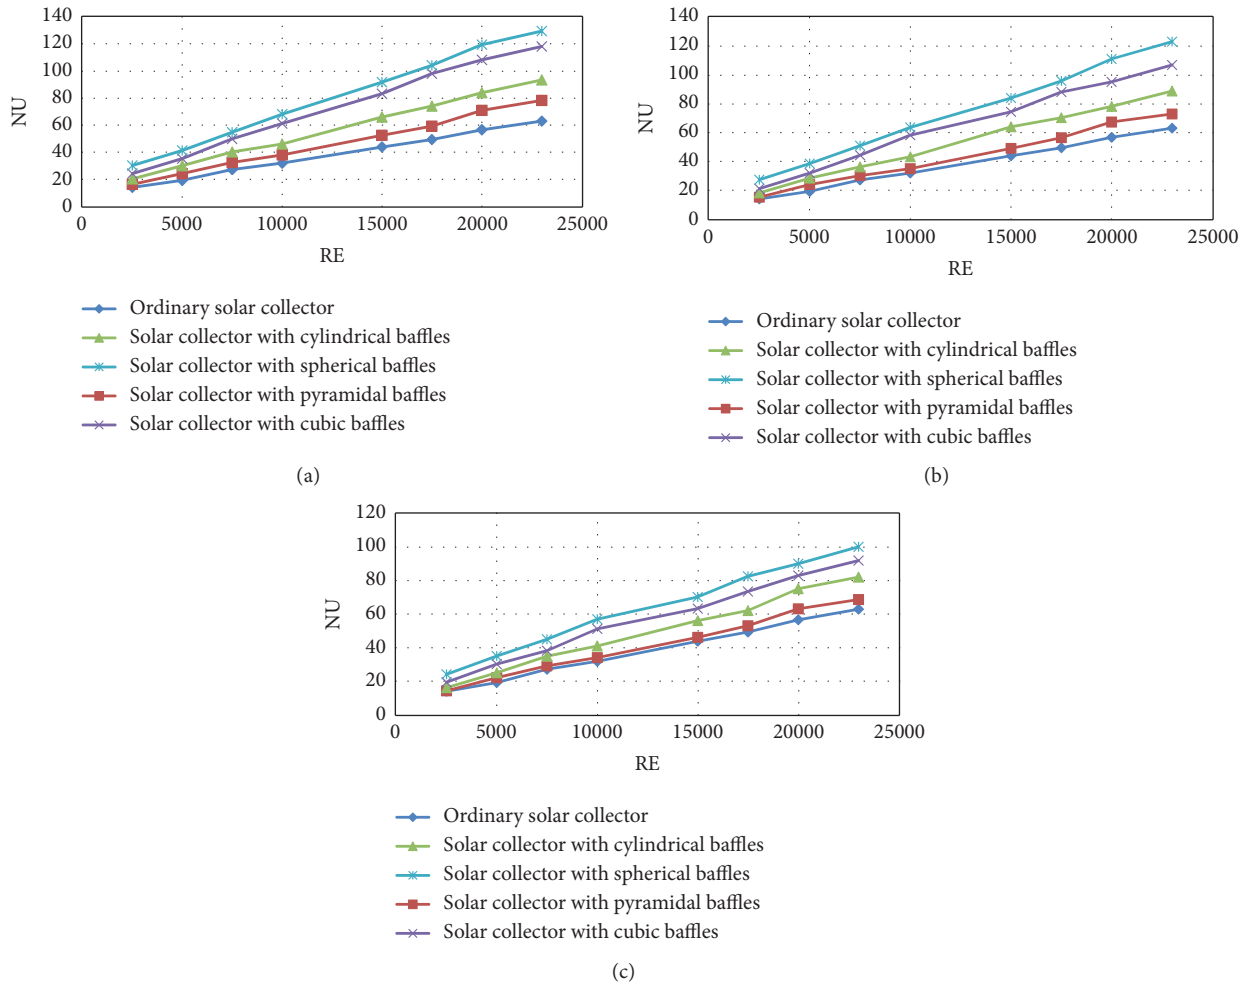 140
120
100
80
60
40
20
0
NU
0 5000 10000 15000 20000 25000
RE
Ordinary solar collector
Solar collector with cylindrical baffles
Solar collector with spherical baffles
Solar collector with pyramidal baffles
Solar collector with cubic baffles
(a)
140
120
100
80
60
40
20
0
NU
0 5000 10000 15000 20000 25000
RE
Ordinary solar collector
Solar collector with cylindrical baffles
Solar collector with spherical baffles
Solar collector with pyramidal baffles
Solar collector with cubic baffles
(b)
120
100
80
60
40
20
0
NU
0 5000 10000 15000 20000 25000
RE
Ordinary solar collector
Solar collector with cylindrical baffles
Solar collector with spherical baffles
Solar collector with pyramidal baffles
Solar collector with cubic baffles
(c)